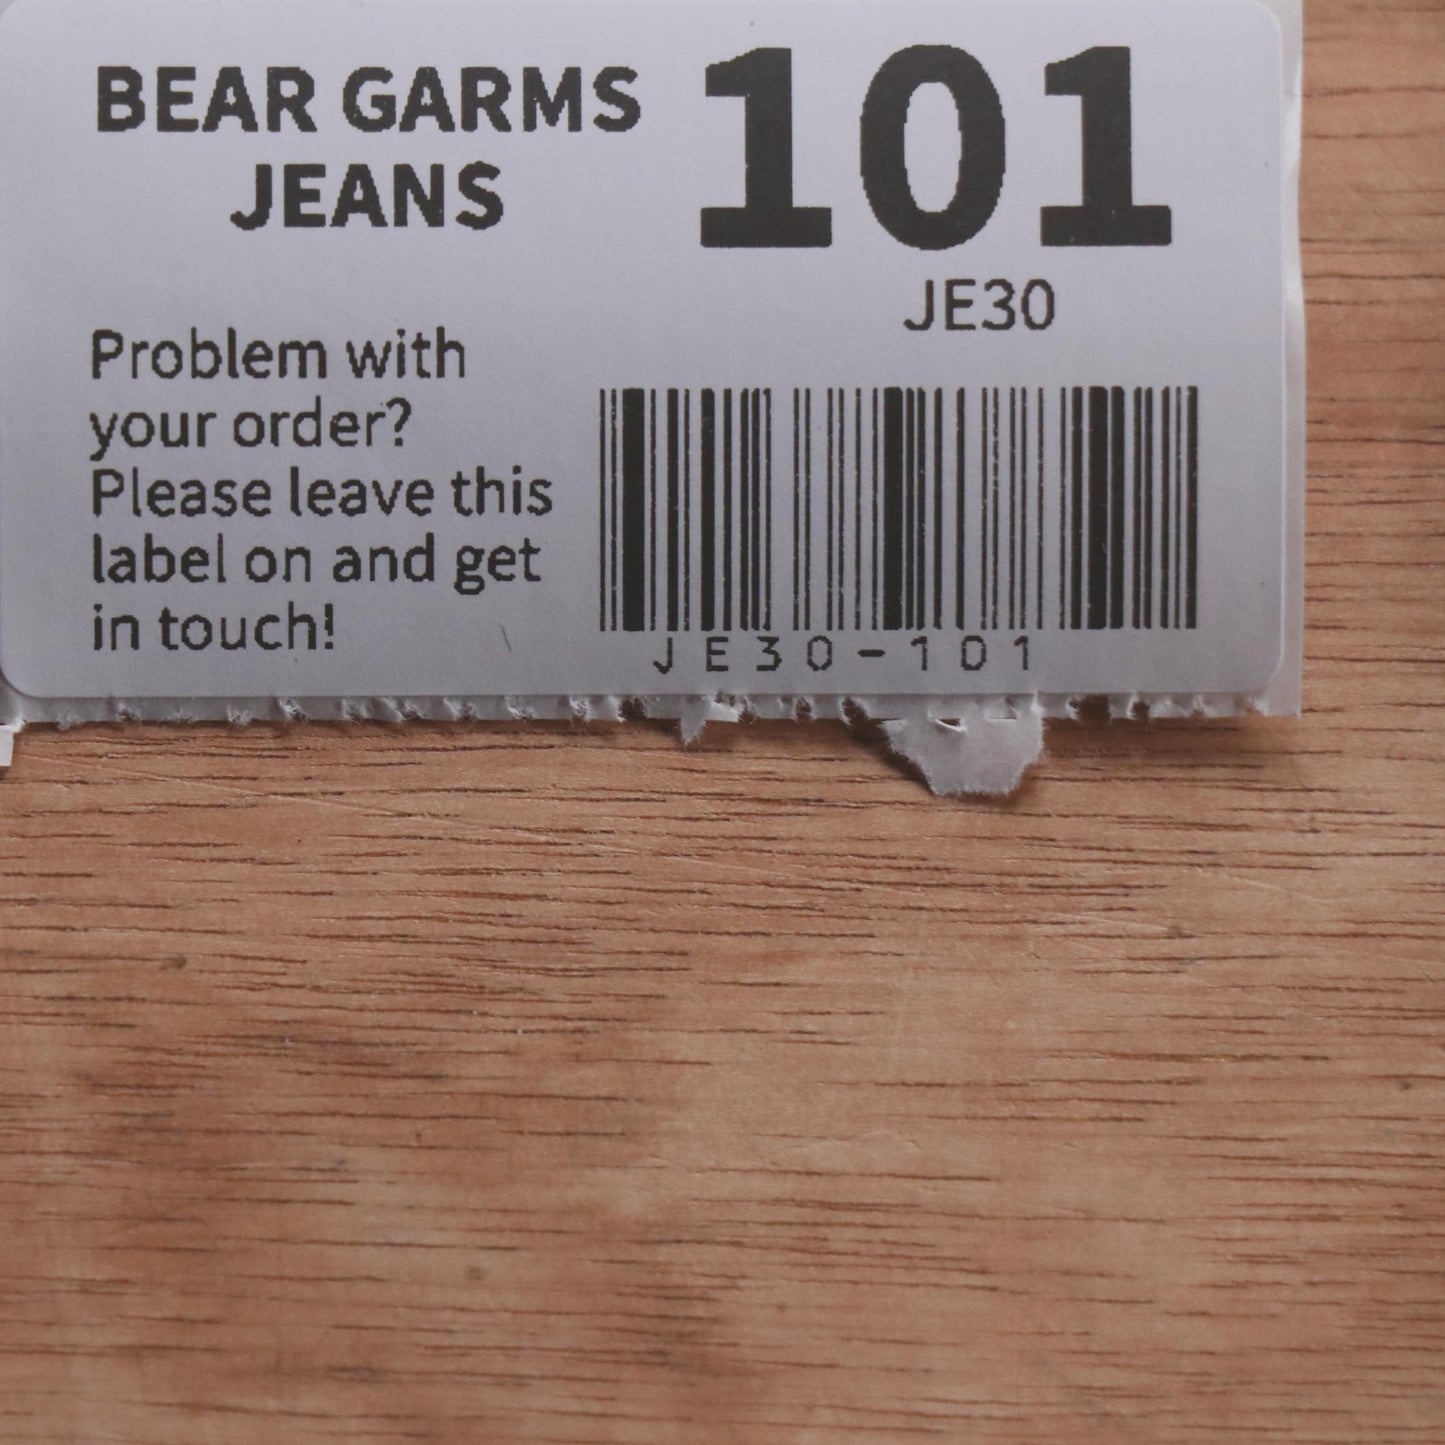 BEAR GARMS
JEANS
101
JE30
Problem with
your order?
Please leave this
label on and get
in touch!
JE30-101